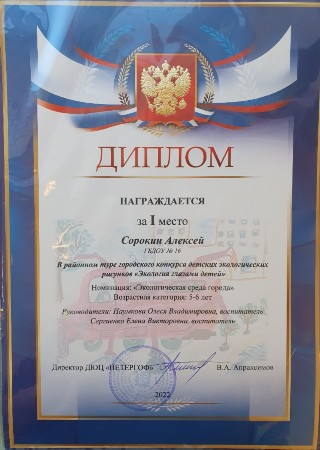 ДИПЛОМ
НАГРАЖДАЕТСЯ
за I место
Сорокин Алексей
ГБДОУ № 16
В районном туре городского конкурса детских экологических
рисунков «Экология глазами детей»
Номинация: «Экологическая среда города»
Возрастная категория: 5-6 лет
Руководители: Наумкова Олеся Владимировна, воспитатель
Сергиенко Елена Викторовна, воспитатель
Директор ДЮЦ «ПЕТЕРГОФ»
В.А. Апраксимов
2022